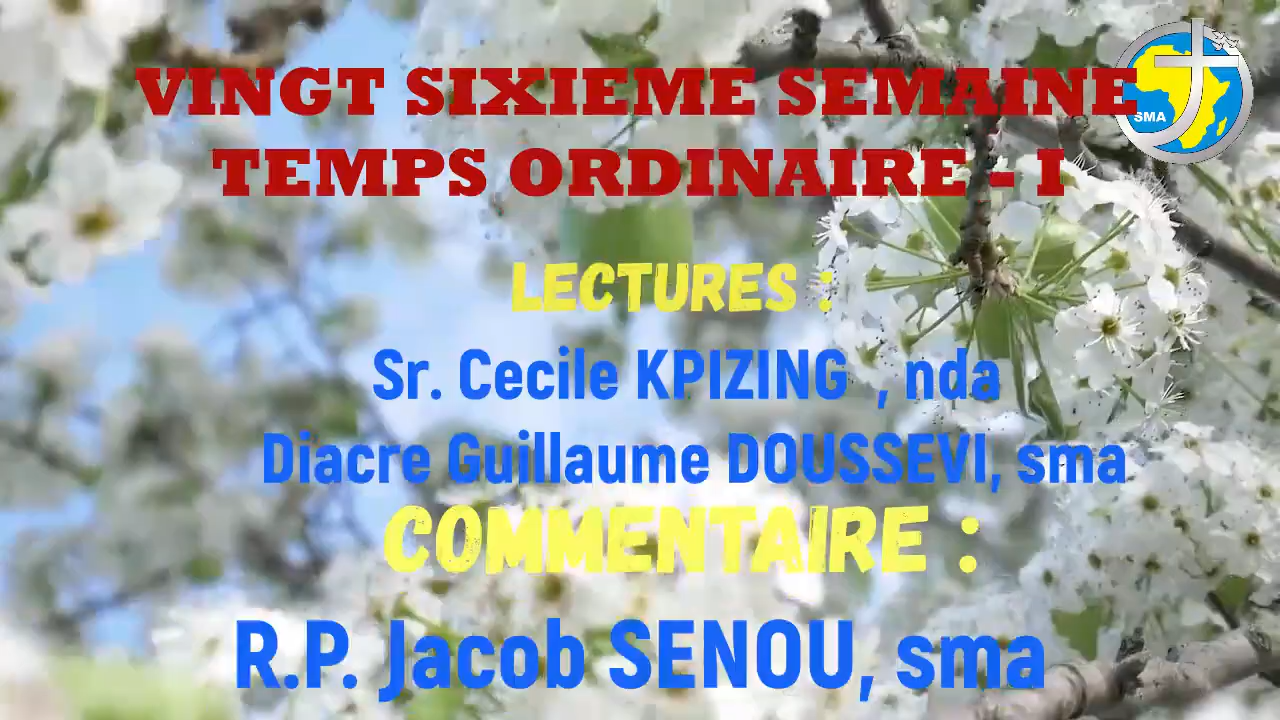 VINGT SIXIEME SEMAINE
TEMPS ORDINAIRE - I
SMA
LECTURES :
Sr. Cecile KPIZING , nda
Diacre Guillaume DOUSSEVI, sma
COMMENTAIRE :
R.P. Jacob SENOU, sma